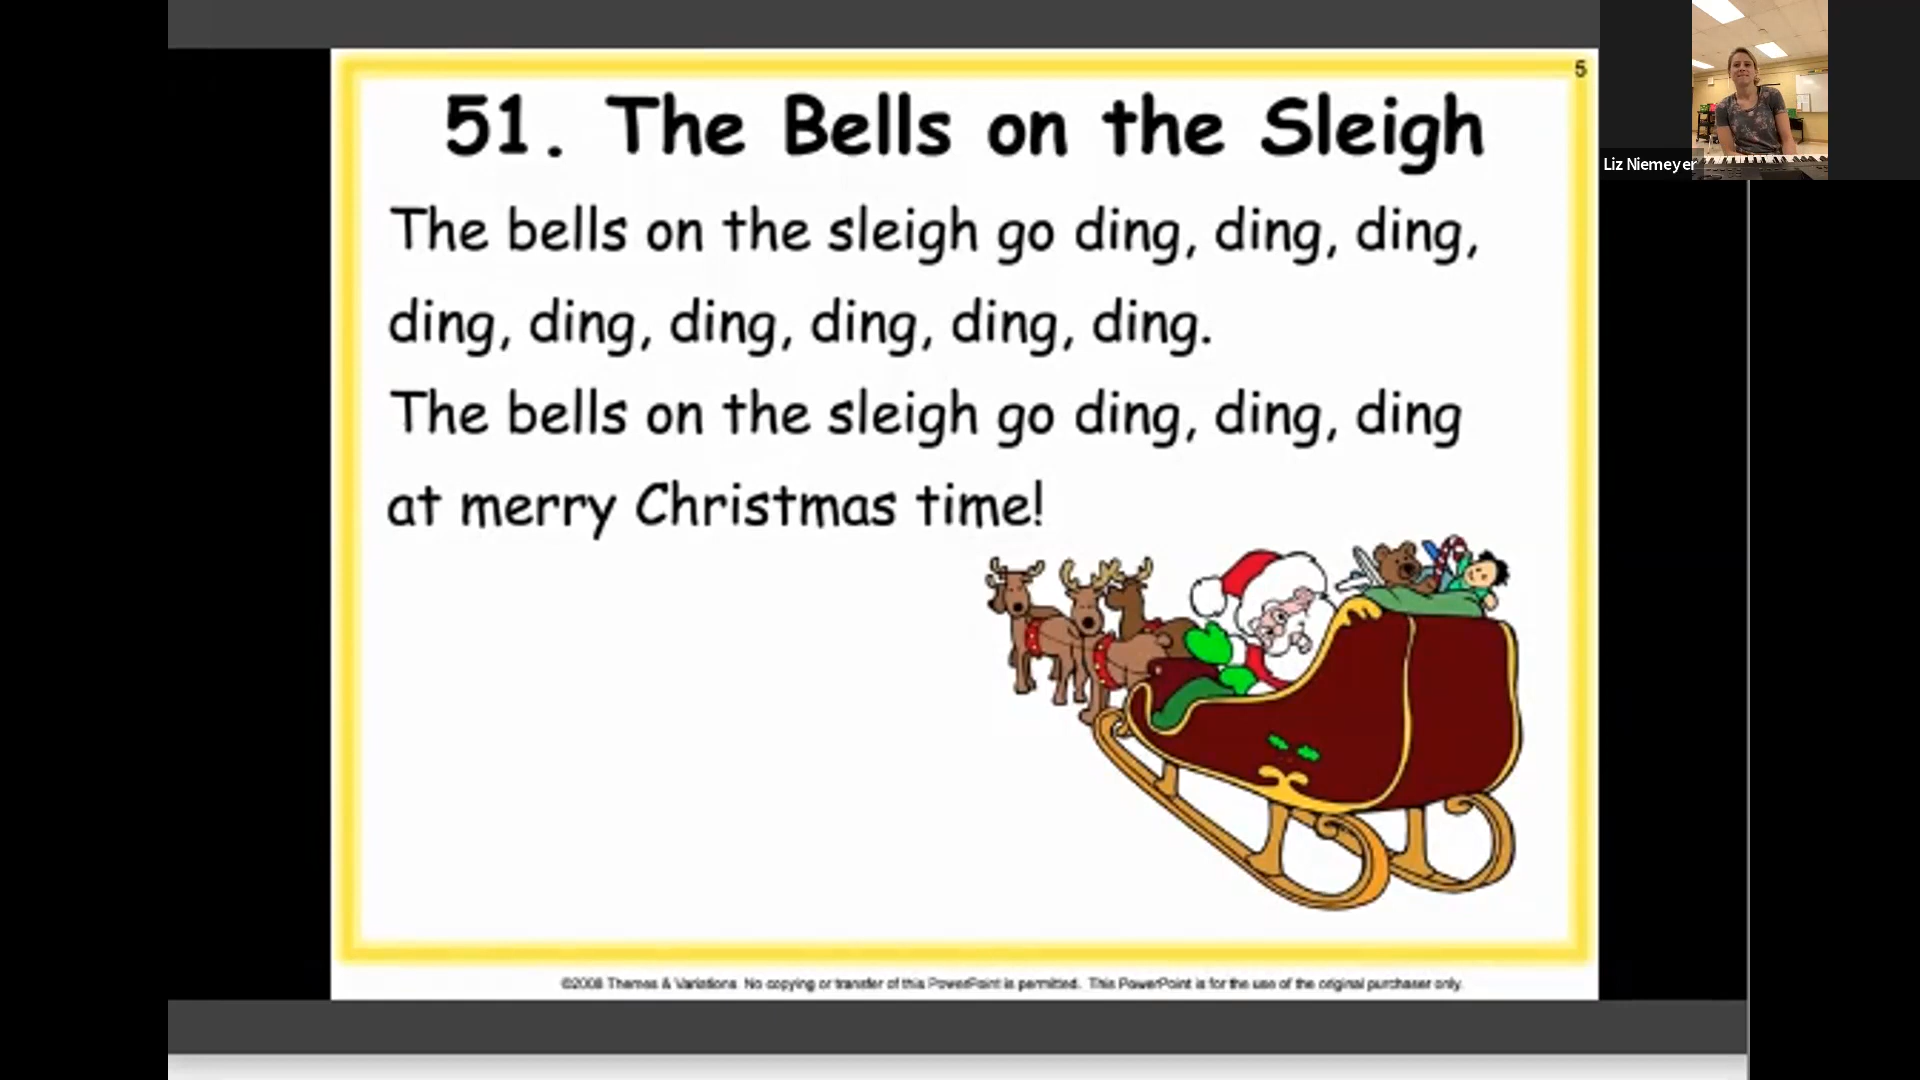 5
51. The Bells on the Sleigh
The bells on the sleigh go ding, ding, ding,
ding, ding, ding, ding, ding, ding.
The bells on the sleigh go ding, ding, ding
at merry Christmas time!
©2008 Themes & Variations. No copying or transfer of this PowerPoint is permitted. This PowerPoint is for the use of the original purchaser only.
Liz Niemeyer